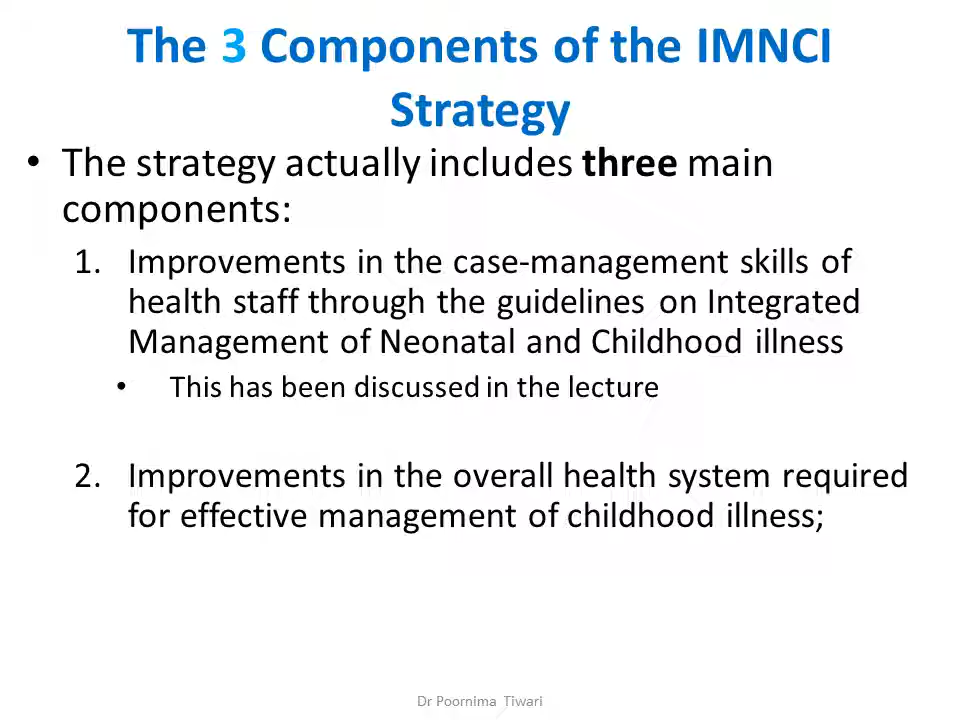 The 3 Components of the IMNCI
Strategy
• The strategy actually includes three main
components:
1. Improvements in the case-management skills of
health staff through the guidelines on Integrated
Management of Neonatal and Childhood illness
• This has been discussed in the lecture
2. Improvements in the overall health system required
for effective management of childhood illness;
Dr Poornima Tiwari